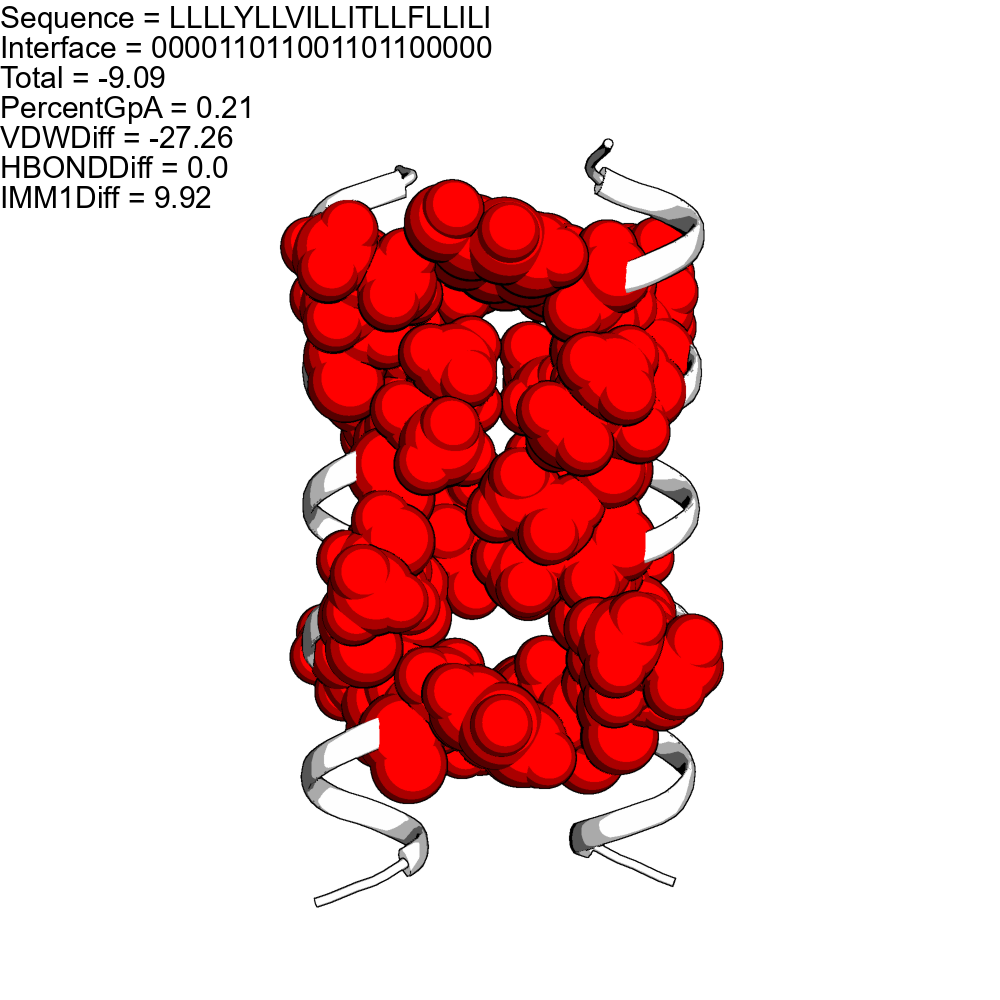 Sequence = LLLLYLLVILLITLLFLLILI
Interface = 000011011001101100000
Total = -9.09
PercentGpA = 0.21
VDWDiff = -27.26
HBONDDiff = 0.0
IMM1Diff = 9.92